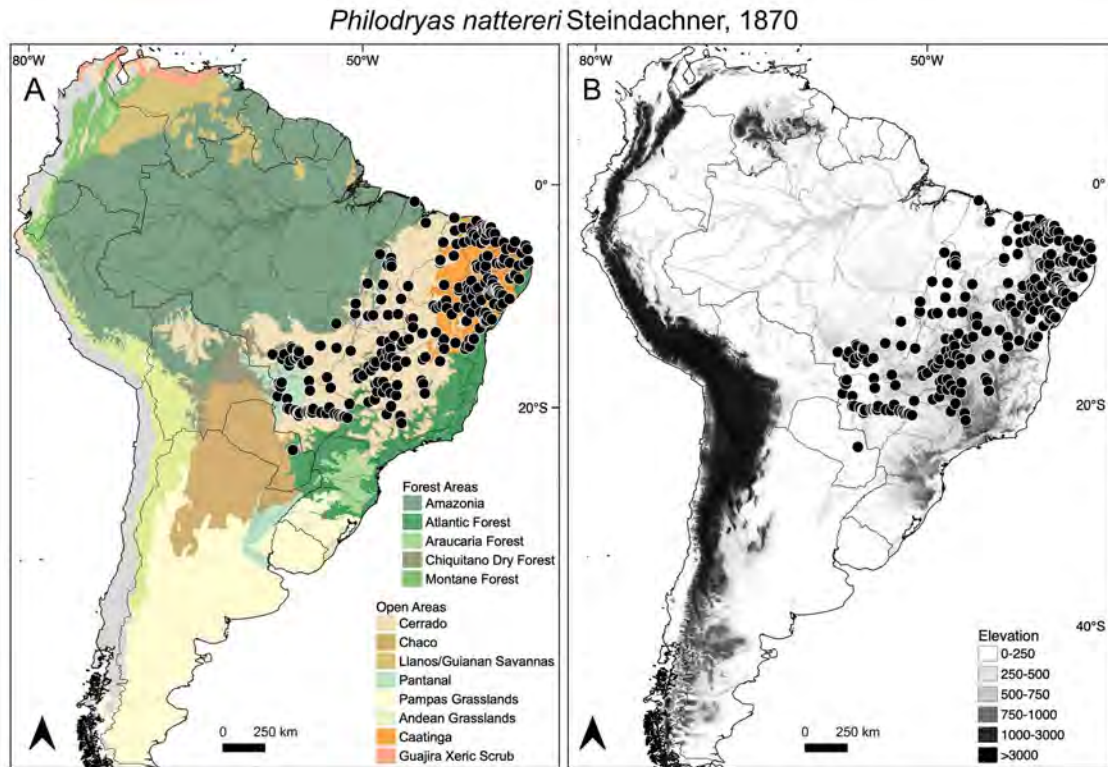 Philodryas nattereri Steindachner, 1870
80°W
50°W
A
Forest Areas
Amazonia
Atlantic Forest
Araucaria Forest
Chiquitano Dry Forest
Montane Forest
Open Areas
Cerrado
Chaco
Llanos/Guianan Savannas
Pantanal
Pampas Grasslands
Andean Grasslands
Caatinga
Guajira Xeric Scrub
0 250 km
0°
20°S
40°S
80°W
50°W
B
0°
20°S
40°S
Elevation
0-250
250-500
500-750
750-1000
1000-3000
>3000
0 250 km